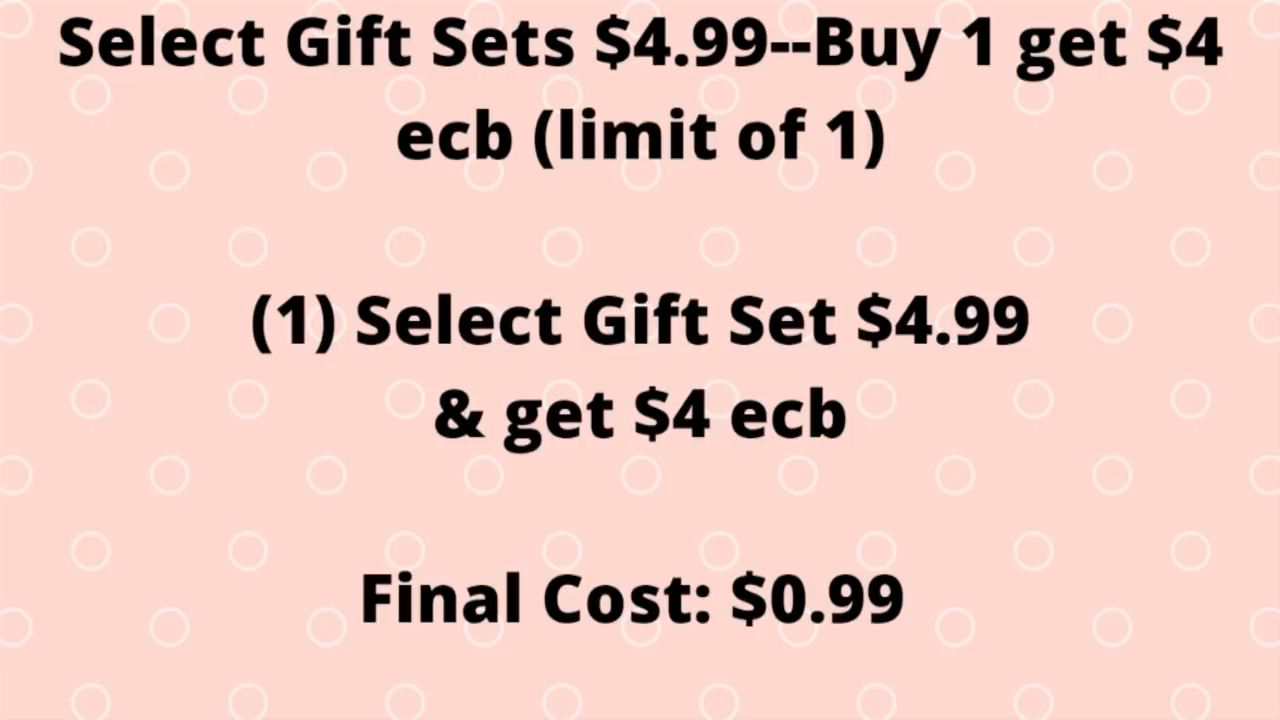 Select Gift Sets $4.99--Buy 1 get $4
ecb (limit of 1)
(1) Select Gift Set $4.99
& get $4 ecb
Final Cost: $0.99